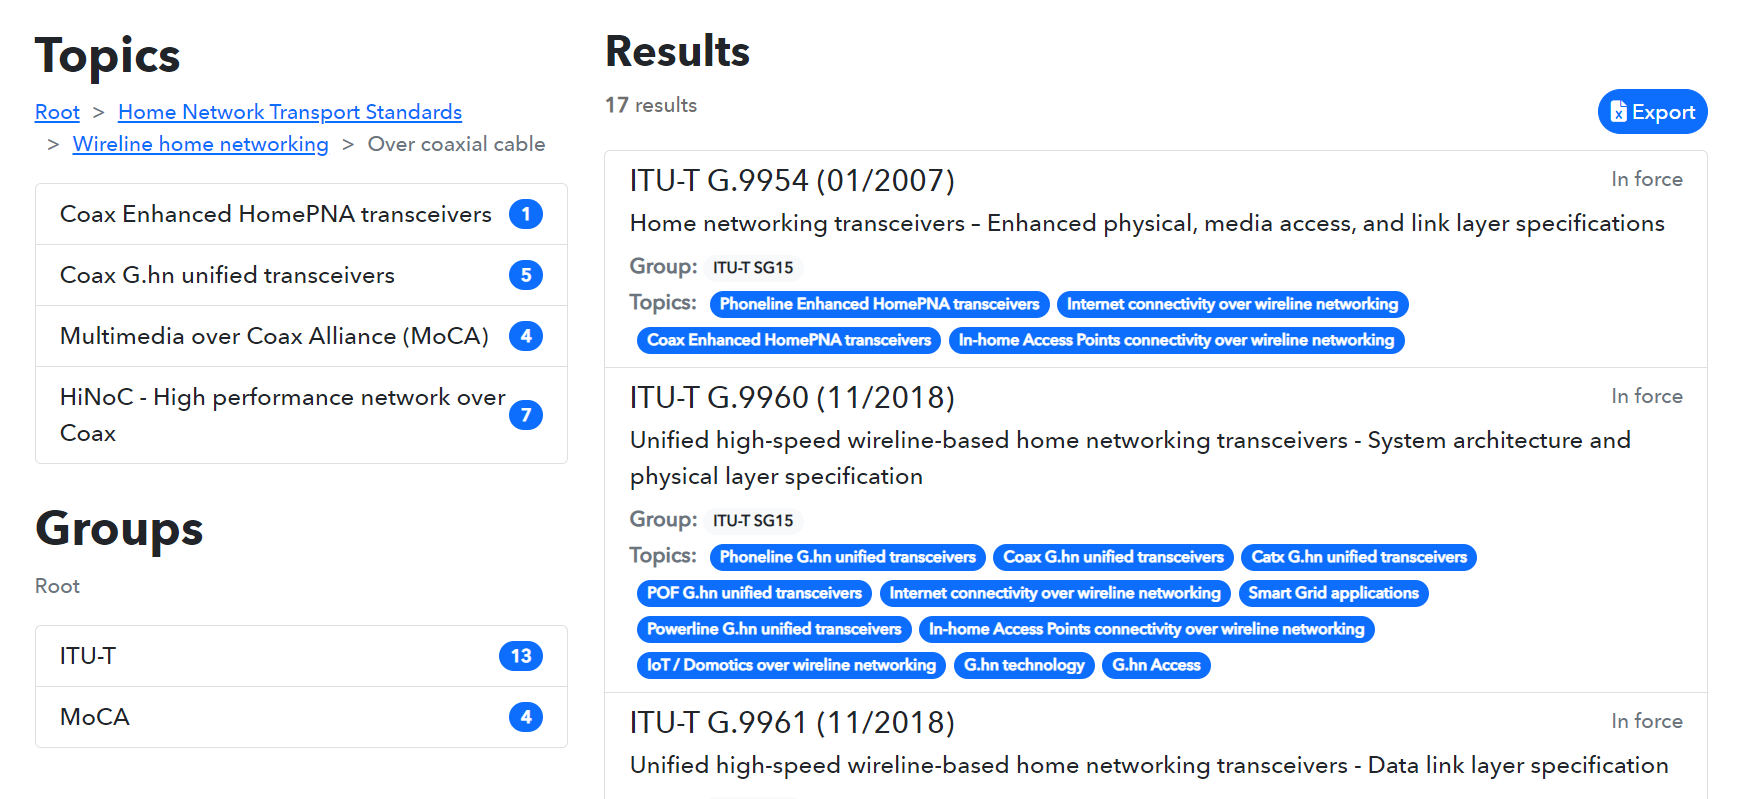 Topics
Root > Home Network Transport Standards
> Wireline home networking > Over coaxial cable
Coax Enhanced HomePNA transceivers 1
Coax G.hn unified transceivers 5
Multimedia over Coax Alliance (MoCA) 4
HiNoC - High performance network over
Coax 7
Groups
Root
ITU-T 13
MoCA 4
Results
17 results
Export
ITU-T G.9954 (01/2007) In force
Home networking transceivers – Enhanced physical, media access, and link layer specifications
Group: ITU-T SG15
Topics: Phoneline Enhanced HomePNA transceivers Internet connectivity over wireline networking
Coax Enhanced HomePNA transceivers In-home Access Points connectivity over wireline networking
ITU-T G.9960 (11/2018) In force
Unified high-speed wireline-based home networking transceivers - System architecture and
physical layer specification
Group: ITU-T SG15
Topics: Phoneline G.hn unified transceivers Coax G.hn unified transceivers Catx G.hn unified transceivers
POF G.hn unified transceivers Internet connectivity over wireline networking Smart Grid applications
Powerline G.hn unified transceivers In-home Access Points connectivity over wireline networking
IoT / Domotics over wireline networking G.hn technology G.hn Access
ITU-T G.9961 (11/2018) In force
Unified high-speed wireline-based home networking transceivers - Data link layer specification